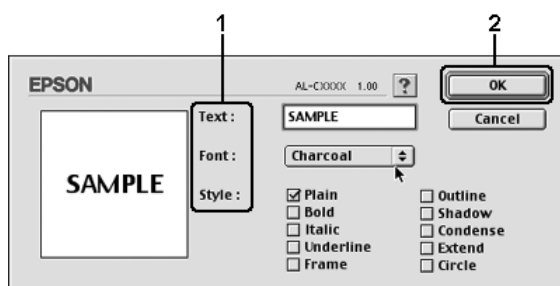 1
2
EPSON
AL-CXXXX 1.00
?
OK
Text :
SAMPLE
Cancel
Font :
Charcoal
SAMPLE
Style :
Plain
Outline
Bold
Shadow
Italic
Condense
Underline
Extend
Frame
Circle